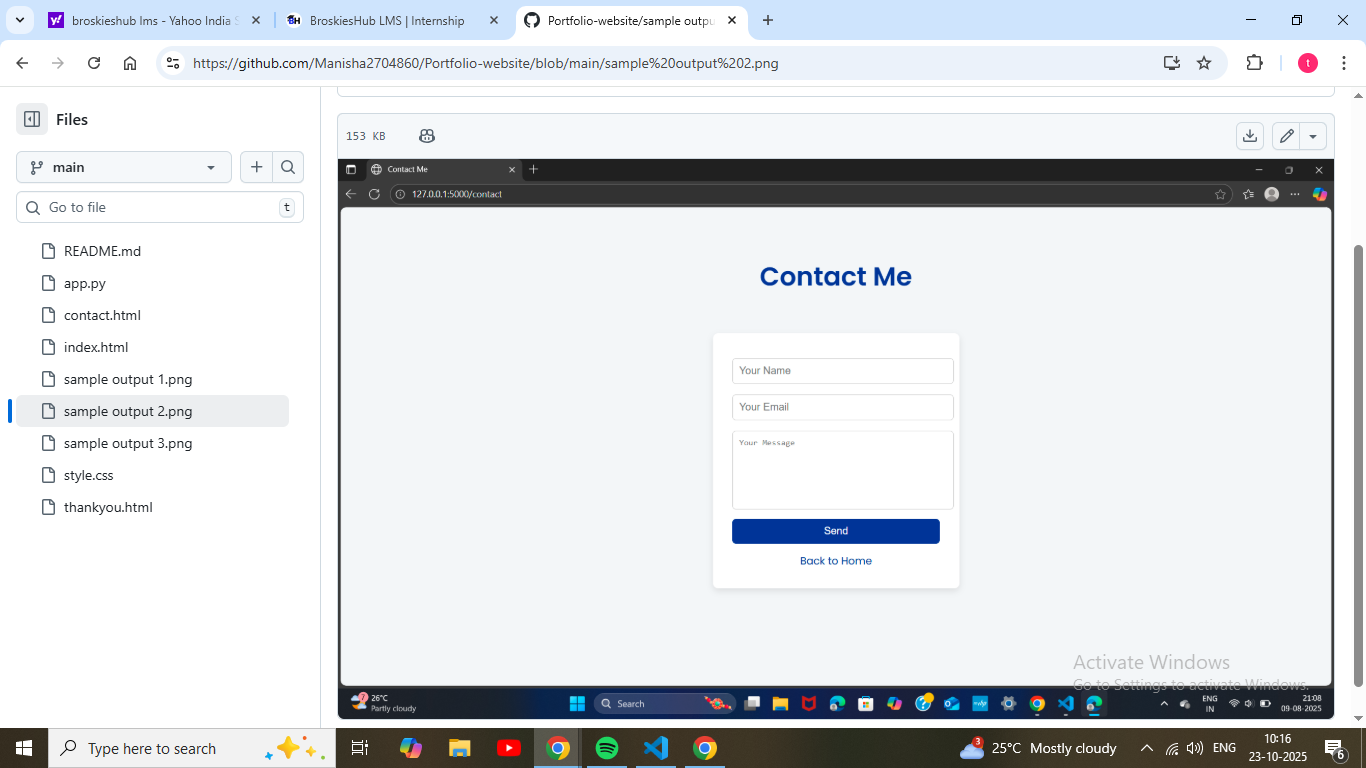 broskieshub lms - Yahoo India S
BroskiesHub LMS | Internship
Portfolio-website/sample outpu
https://github.com/Manisha2704860/Portfolio-website/blob/main/sample%20output%202.png
t
Files
main
Go to file
t
README.md
app.py
contact.html
index.html
sample output 1.png
sample output 2.png
sample output 3.png
style.css
thankyou.html
153 KB
Contact Me
127.0.0.1:5000/contact
Contact Me
Your Name
Your Email
Your Message
Send
Back to Home
Activate Windows
Go to Settings to activate Windows.
26°C
Partly cloudy
Search
ENG
IN
21:08
09-08-2025
Type here to search
25°C Mostly cloudy
ENG
10:16
23-10-2025
6